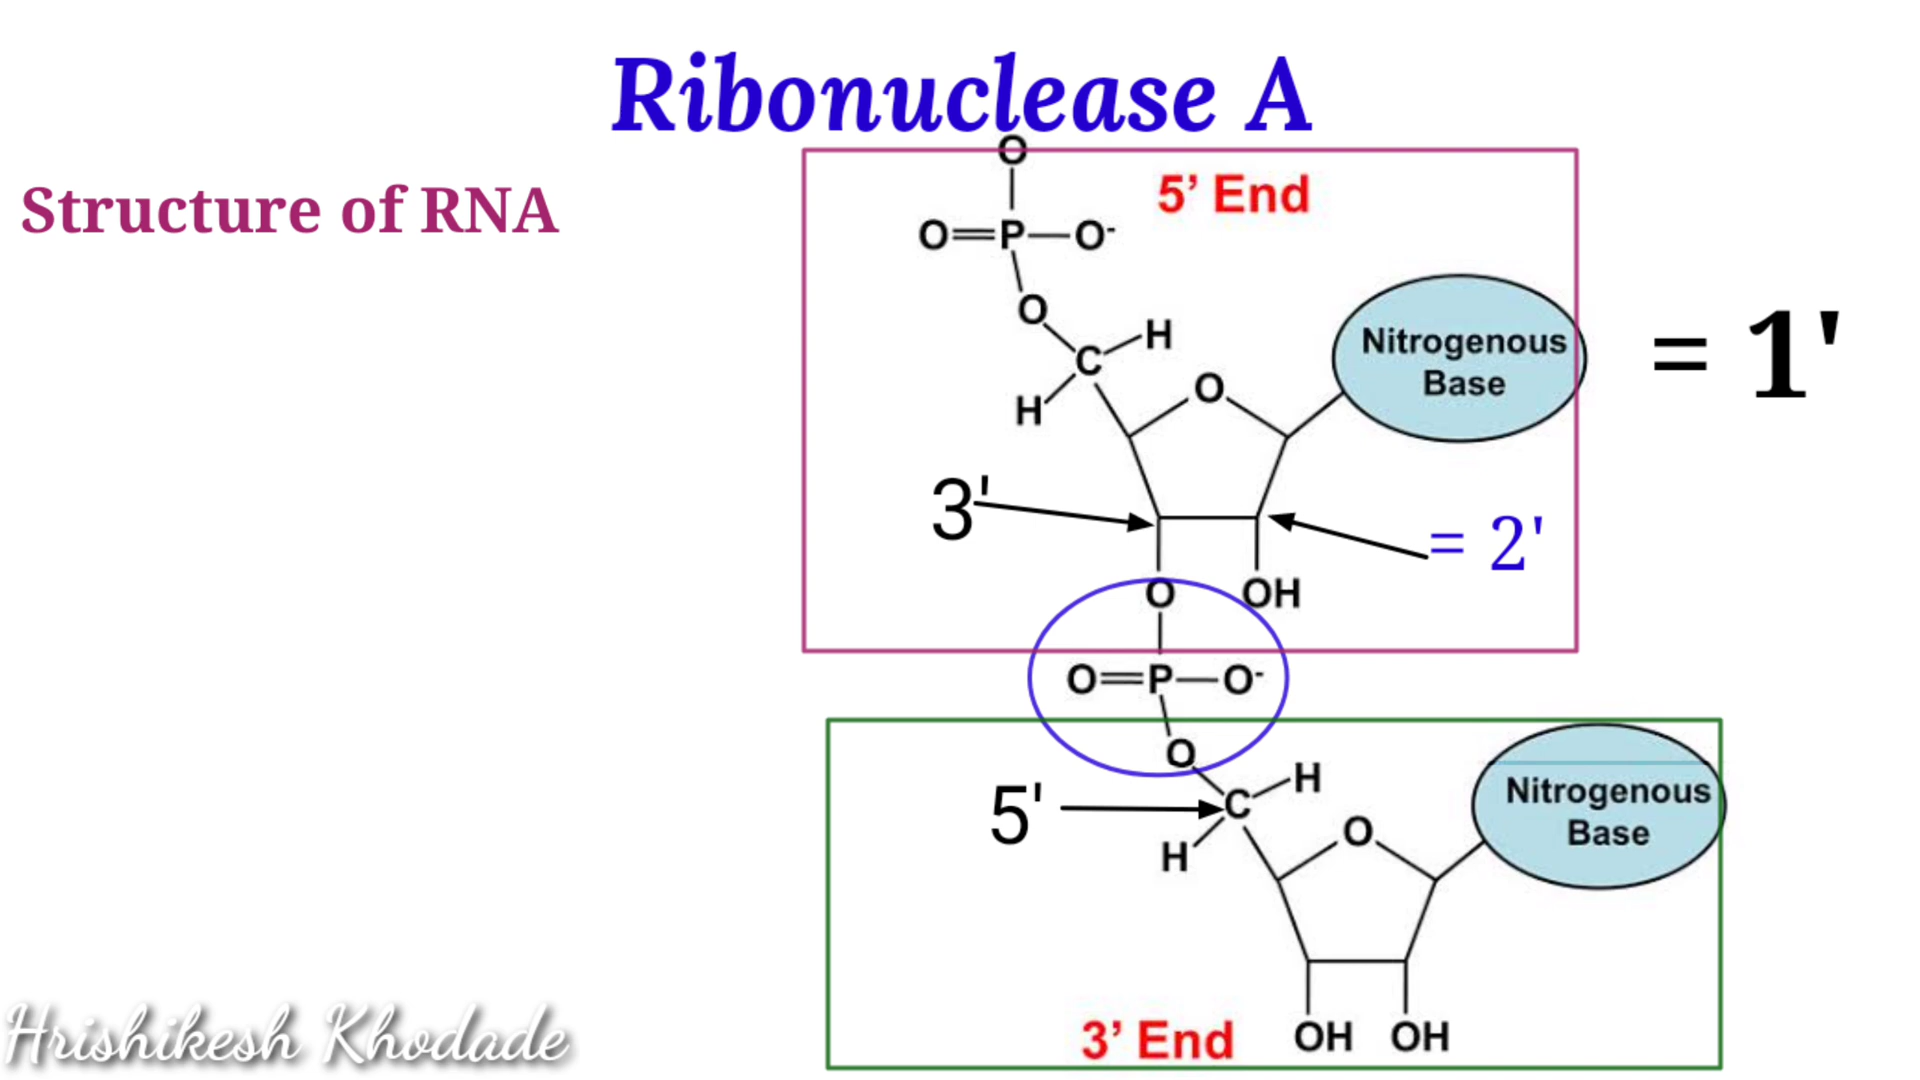 Ribonuclease A
Structure of RNA
O
5’ End
O=P—O-
O
C
H
H
O
Nitrogenous
Base
= 1'
3'
= 2'
O
OH
O=P—O-
O
5'
C
H
H
O
Nitrogenous
Base
3’ End
OH
OH
Hrishikesh Khodade